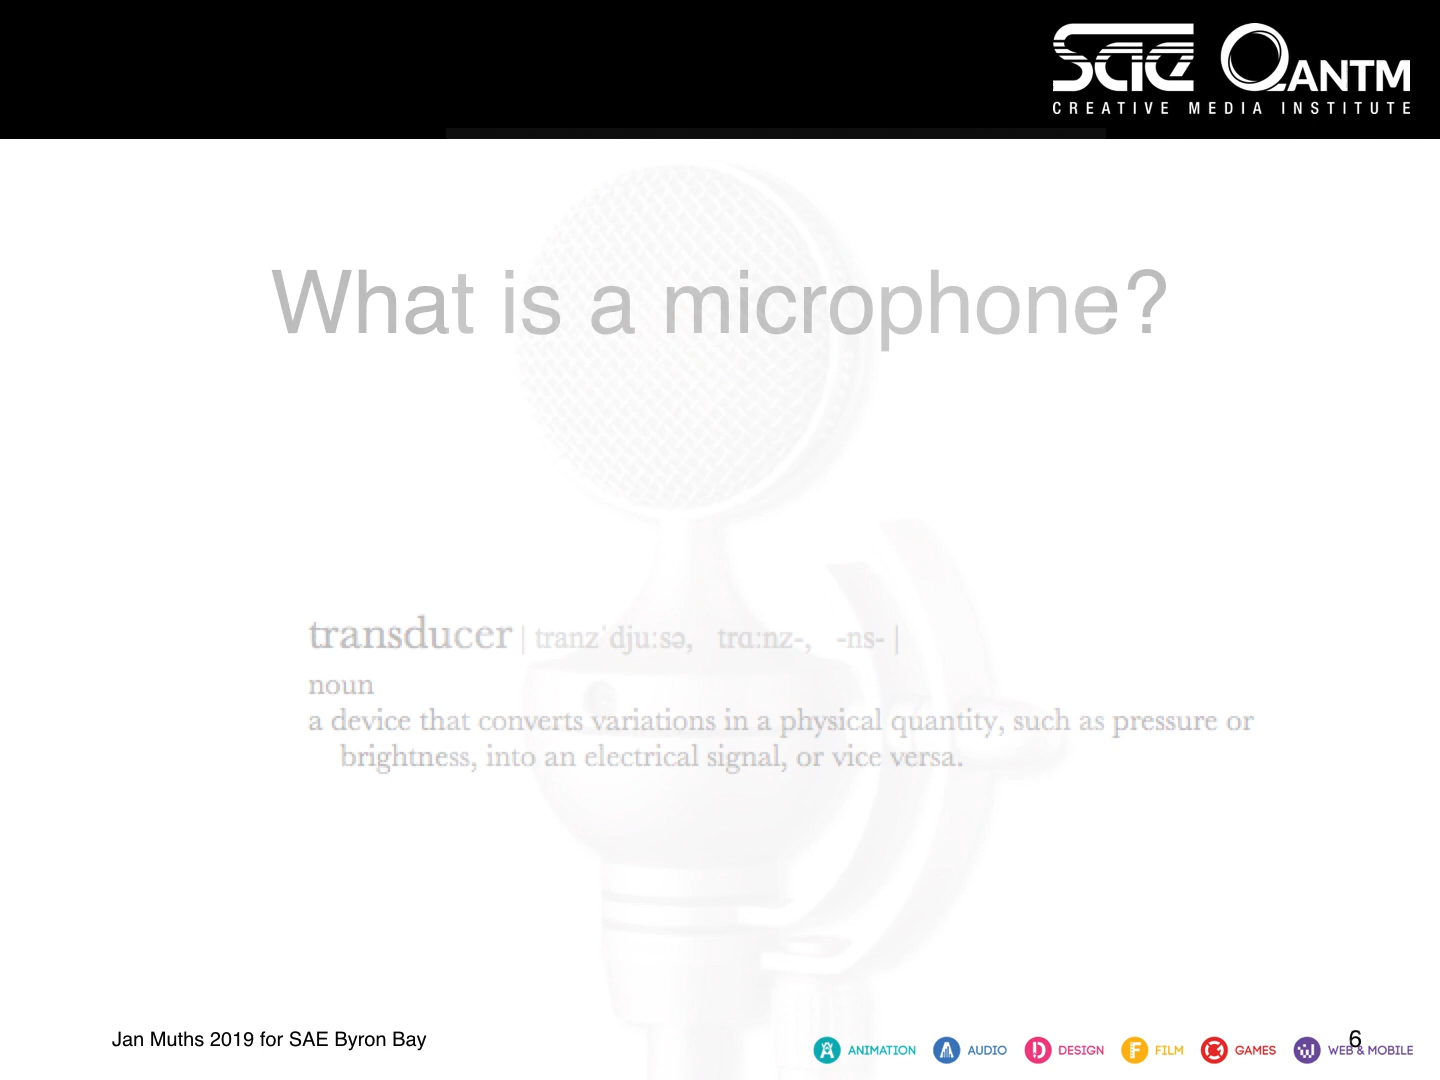 sae QANTM
CREATIVE MEDIA INSTITUTE
What is a microphone?
transducer | tranzˈdjuːsə, trɑːnz-, -ns- |
noun
a device that converts variations in a physical quantity, such as pressure or
brightness, into an electrical signal, or vice versa.
Jan Muths 2019 for SAE Byron Bay
ANIMATION AUDIO DESIGN FILM GAMES WEB & MOBILE
6